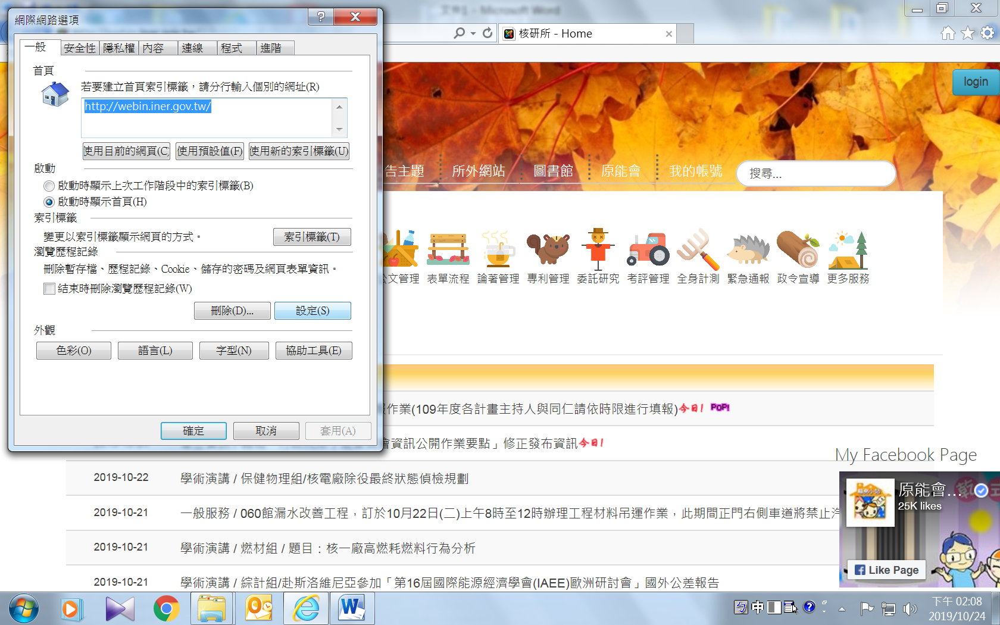 網際網路選項
核研所 - Home
一般 安全性 隱私權 內容 連線 程式 進階
首頁
若要建立首頁索引標籤，請分行輸入個別的網址(R)
http://webin.iner.gov.tw/
使用目前的網頁(C) 使用預設值(F) 使用新的索引標籤(U)
啟動
啟動時顯示上次工作階段中的索引標籤(B)
啟動時顯示首頁(H)
索引標籤
變更以索引標籤顯示網頁的方式。
索引標籤(T)
瀏覽歷程記錄
刪除暫存檔、歷程記錄、Cookie、儲存的密碼及網頁表單資訊。
結束時刪除瀏覽歷程記錄(W)
刪除(D)... 設定(S)
外觀
色彩(O) 語言(L) 字型(N) 協助工具(E)
確定 取消 套用(A)
login
告主題 所外網站 圖書館 原能會 我的帳號 搜尋...
公文管理 表單流程 論著管理 專利管理 委託研究 考評管理 全身計測 緊急通報 政令宣導 更多服務
作業(109年度各計畫主持人與同仁請依時限進行填報)今日! POP!
會資訊公開作業要點」修正發布資訊今日!
2019-10-22 學術演講 / 保健物理組/核電廠除役最終狀態偵檢規劃
2019-10-21 一般服務 / 060館漏水改善工程，訂於10月22日(二)上午8時至12時辦理工程材料吊運作業，此期間正門右側車道將禁止汽
2019-10-21 學術演講 / 燃材組 / 題目：核一廠高燃耗燃料行為分析
2019-10-21 學術演講 / 綜計組/赴斯洛維尼亞參加「第16屆國際能源經濟學會(IAEE)歐洲研討會」國外公差報告
My Facebook Page
原能會...
25K likes
Like Page
中
下午 02:08
2019/10/24